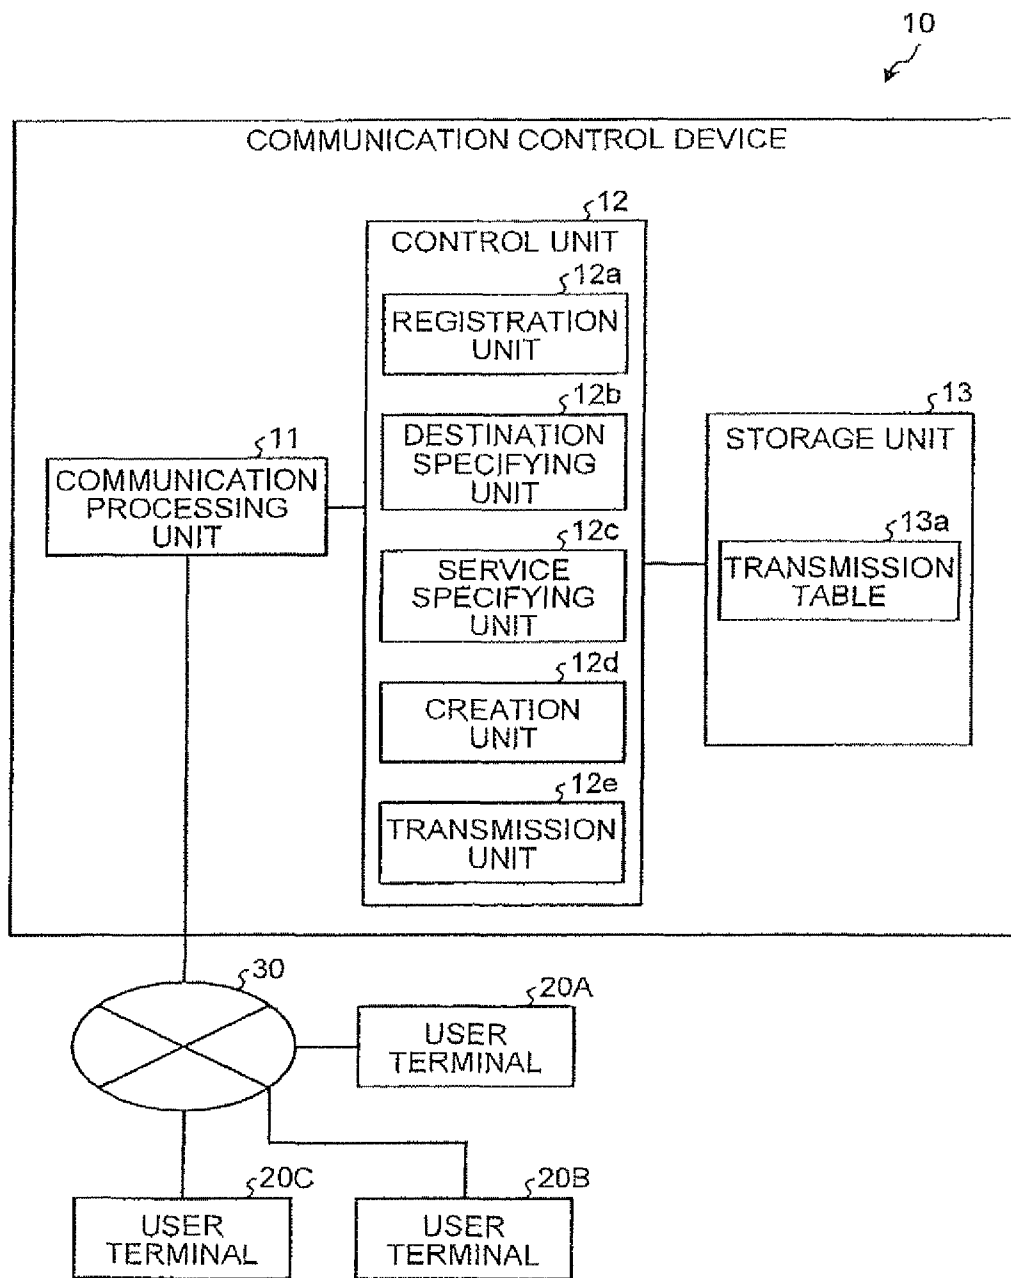 10
COMMUNICATION CONTROL DEVICE
12
CONTROL UNIT
12a
REGISTRATION
UNIT
12b
DESTINATION
SPECIFYING
UNIT
12c
SERVICE
SPECIFYING
UNIT
12d
CREATION
UNIT
12e
TRANSMISSION
UNIT
11
COMMUNICATION
PROCESSING
UNIT
13
STORAGE UNIT
13a
TRANSMISSION
TABLE
30
20A
USER
TERMINAL
20C
USER
TERMINAL
20B
USER
TERMINAL